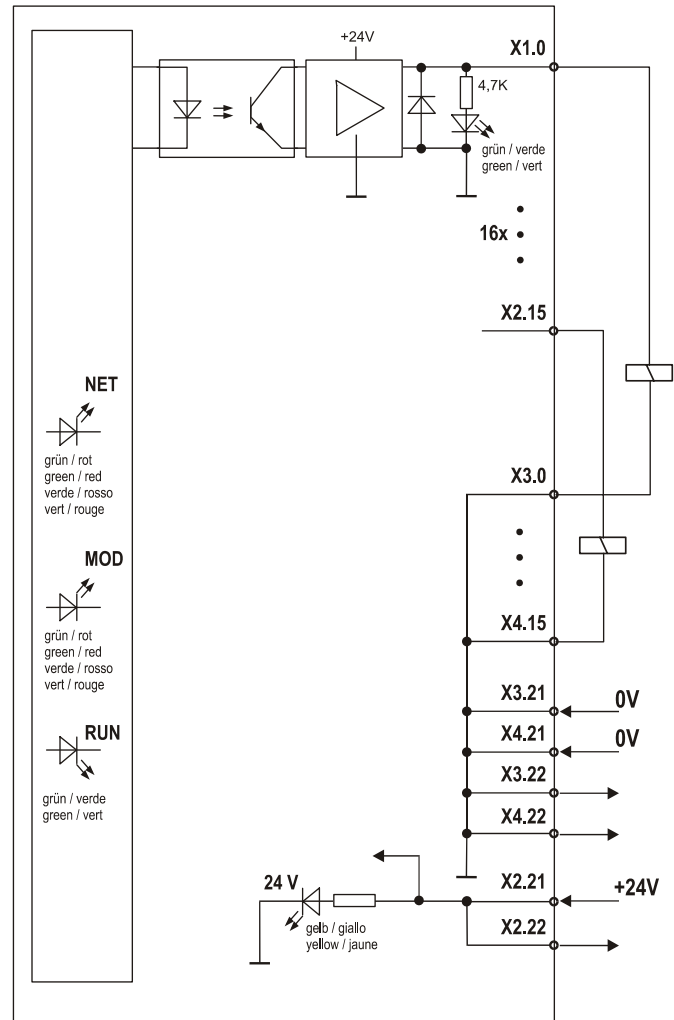 +24V
X1.0
4,7K
grün / verde
green / vert
16x
X2.15
NET
grün / rot
green / red
verde / rosso
vert / rouge
X3.0
MOD
grün / rot
green / red
verde / rosso
vert / rouge
X4.15
X3.21
0V
X4.21
0V
RUN
X3.22
grün / verde
green / vert
X4.22
24 V
X2.21
+24V
gelb / giallo
yellow / jaune
X2.22